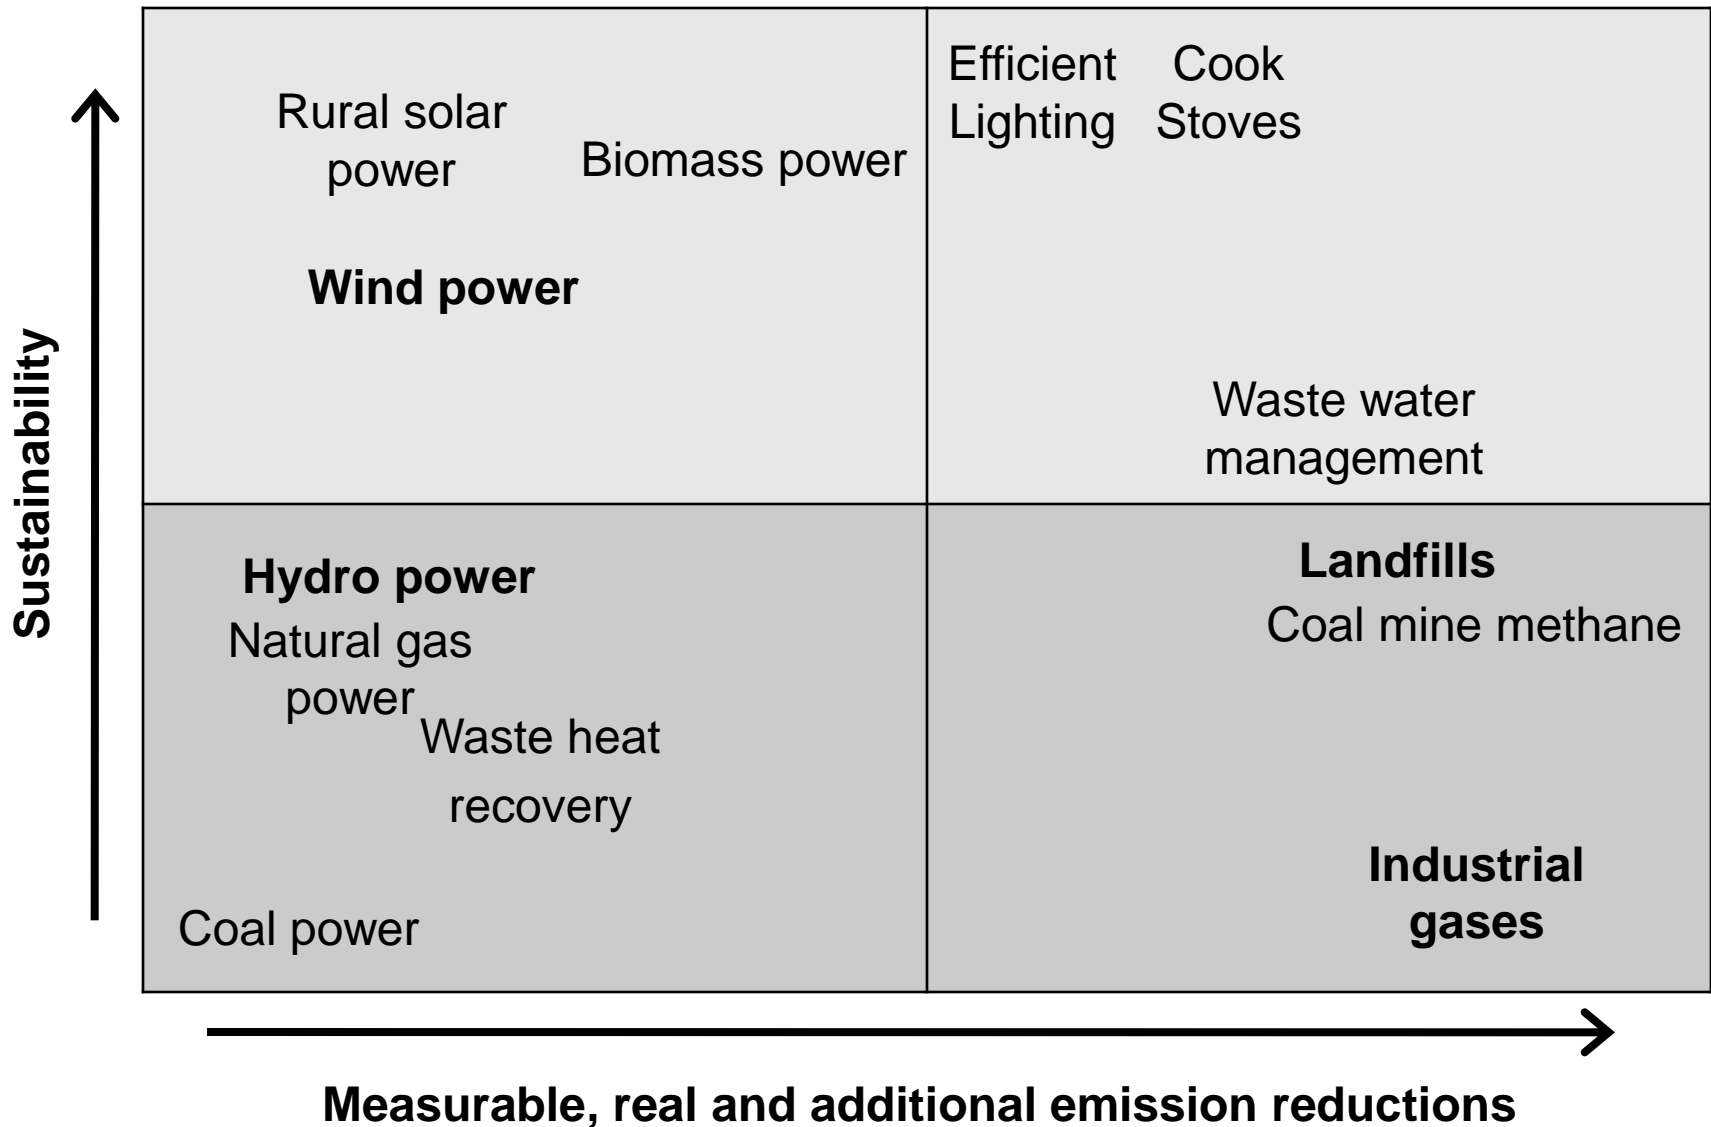 Sustainability
Rural solar
power
Biomass power
Wind power
Efficient
Lighting
Cook
Stoves
Waste water
management
Hydro power
Natural gas
power
Waste heat
recovery
Coal power
Landfills
Coal mine methane
Industrial
gases
Measurable, real and additional emission reductions